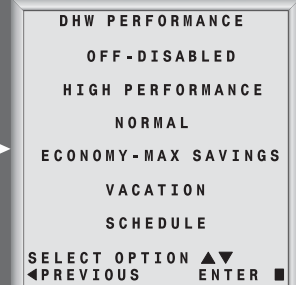 DHW PERFORMANCE
OFF-DISABLED
HIGH PERFORMANCE
NORMAL
ECONOMY-MAX SAVINGS
VACATION
SCHEDULE
SELECT OPTION ▲▼
◀PREVIOUS ENTER ■